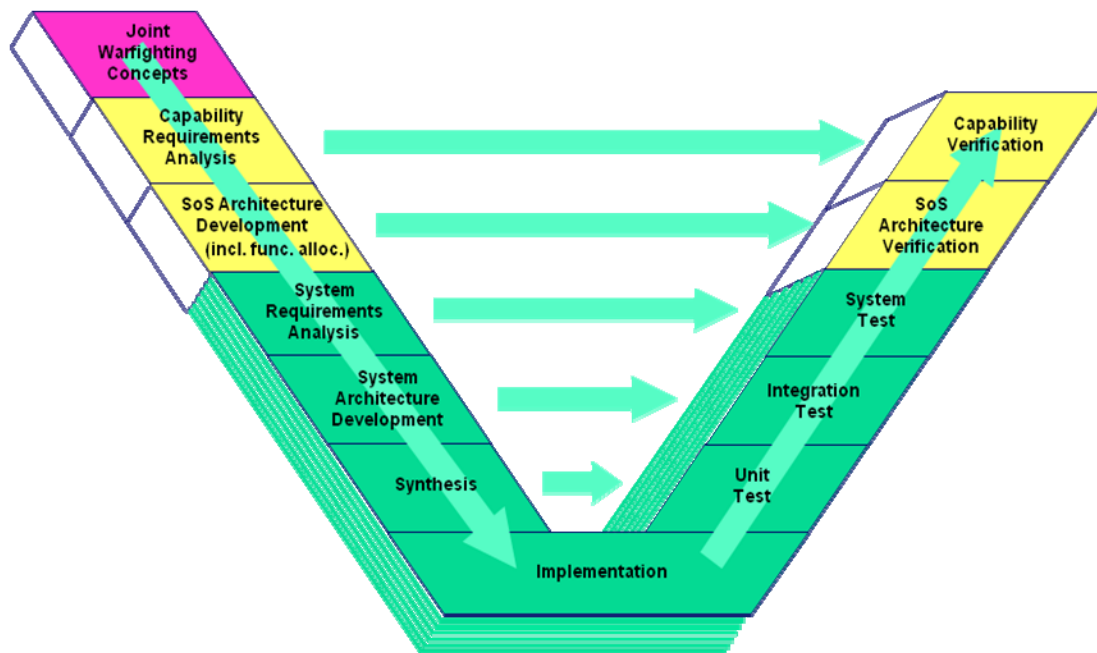 Joint
Warfighting
Concepts
Capability
Requirements
Analysis
SoS Architecture
Development
(incl. func. alloc.)
System
Requirements
Analysis
System
Architecture
Development
Synthesis
Implementation
Unit
Test
Integration
Test
System
Test
SoS
Architecture
Verification
Capability
Verification